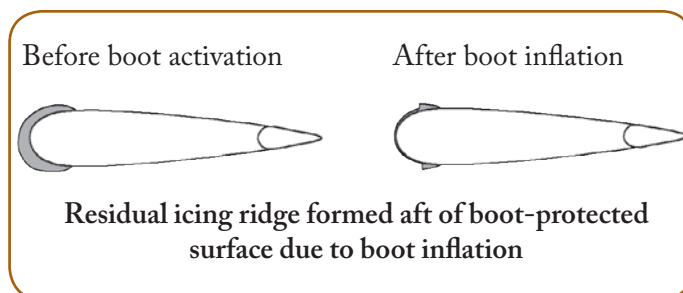 Before boot activation
After boot inflation
Residual icing ridge formed aft of boot-protected
surface due to boot inflation